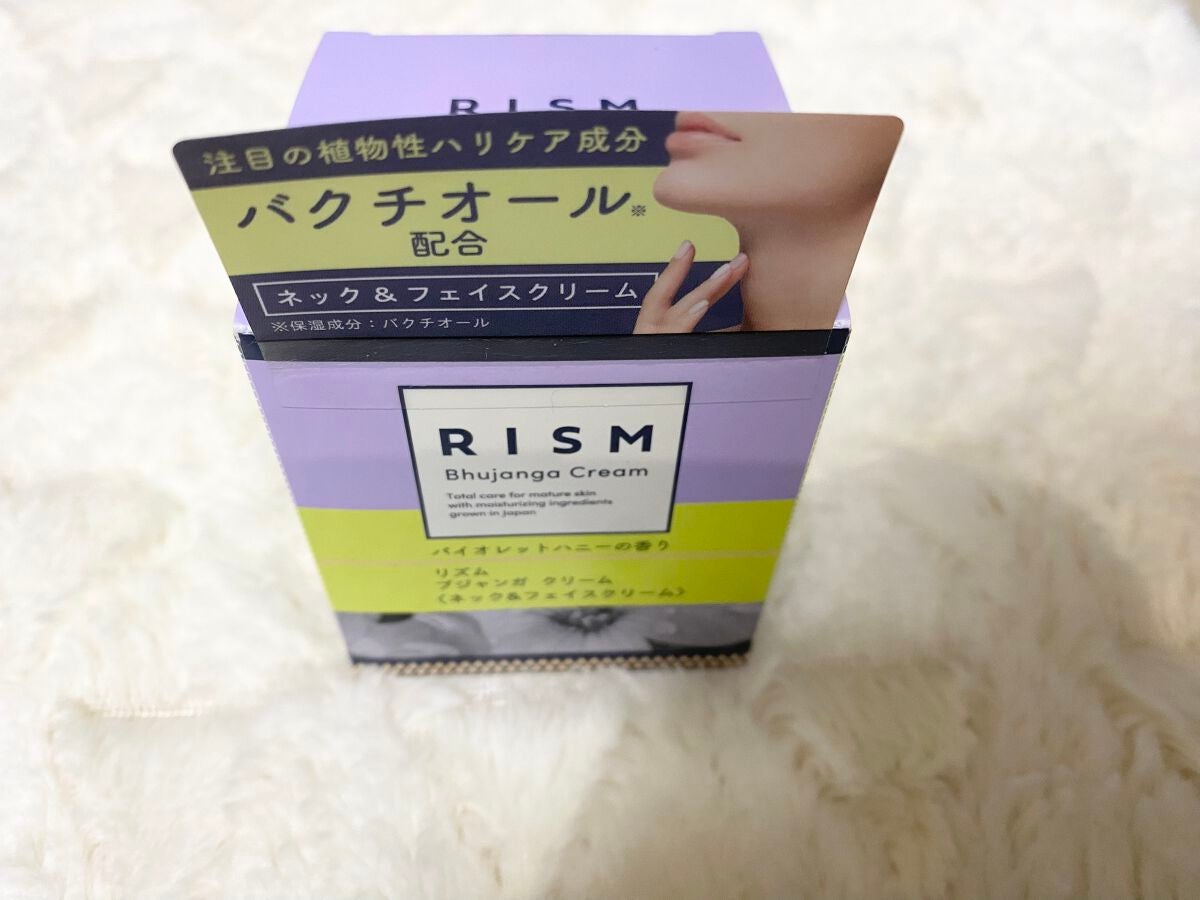 RISM
注目の植物性ハリケア成分
バクチオール※
配合
ネック&フェイスクリーム
※保湿成分：バクチオール
RISM
Bhujanga Cream
Total care for mature skin
with moisturizing ingredients
grown in Japan
バイオレットハニーの香り
リズム
ブジャンガ クリーム
〈ネック&フェイスクリーム〉